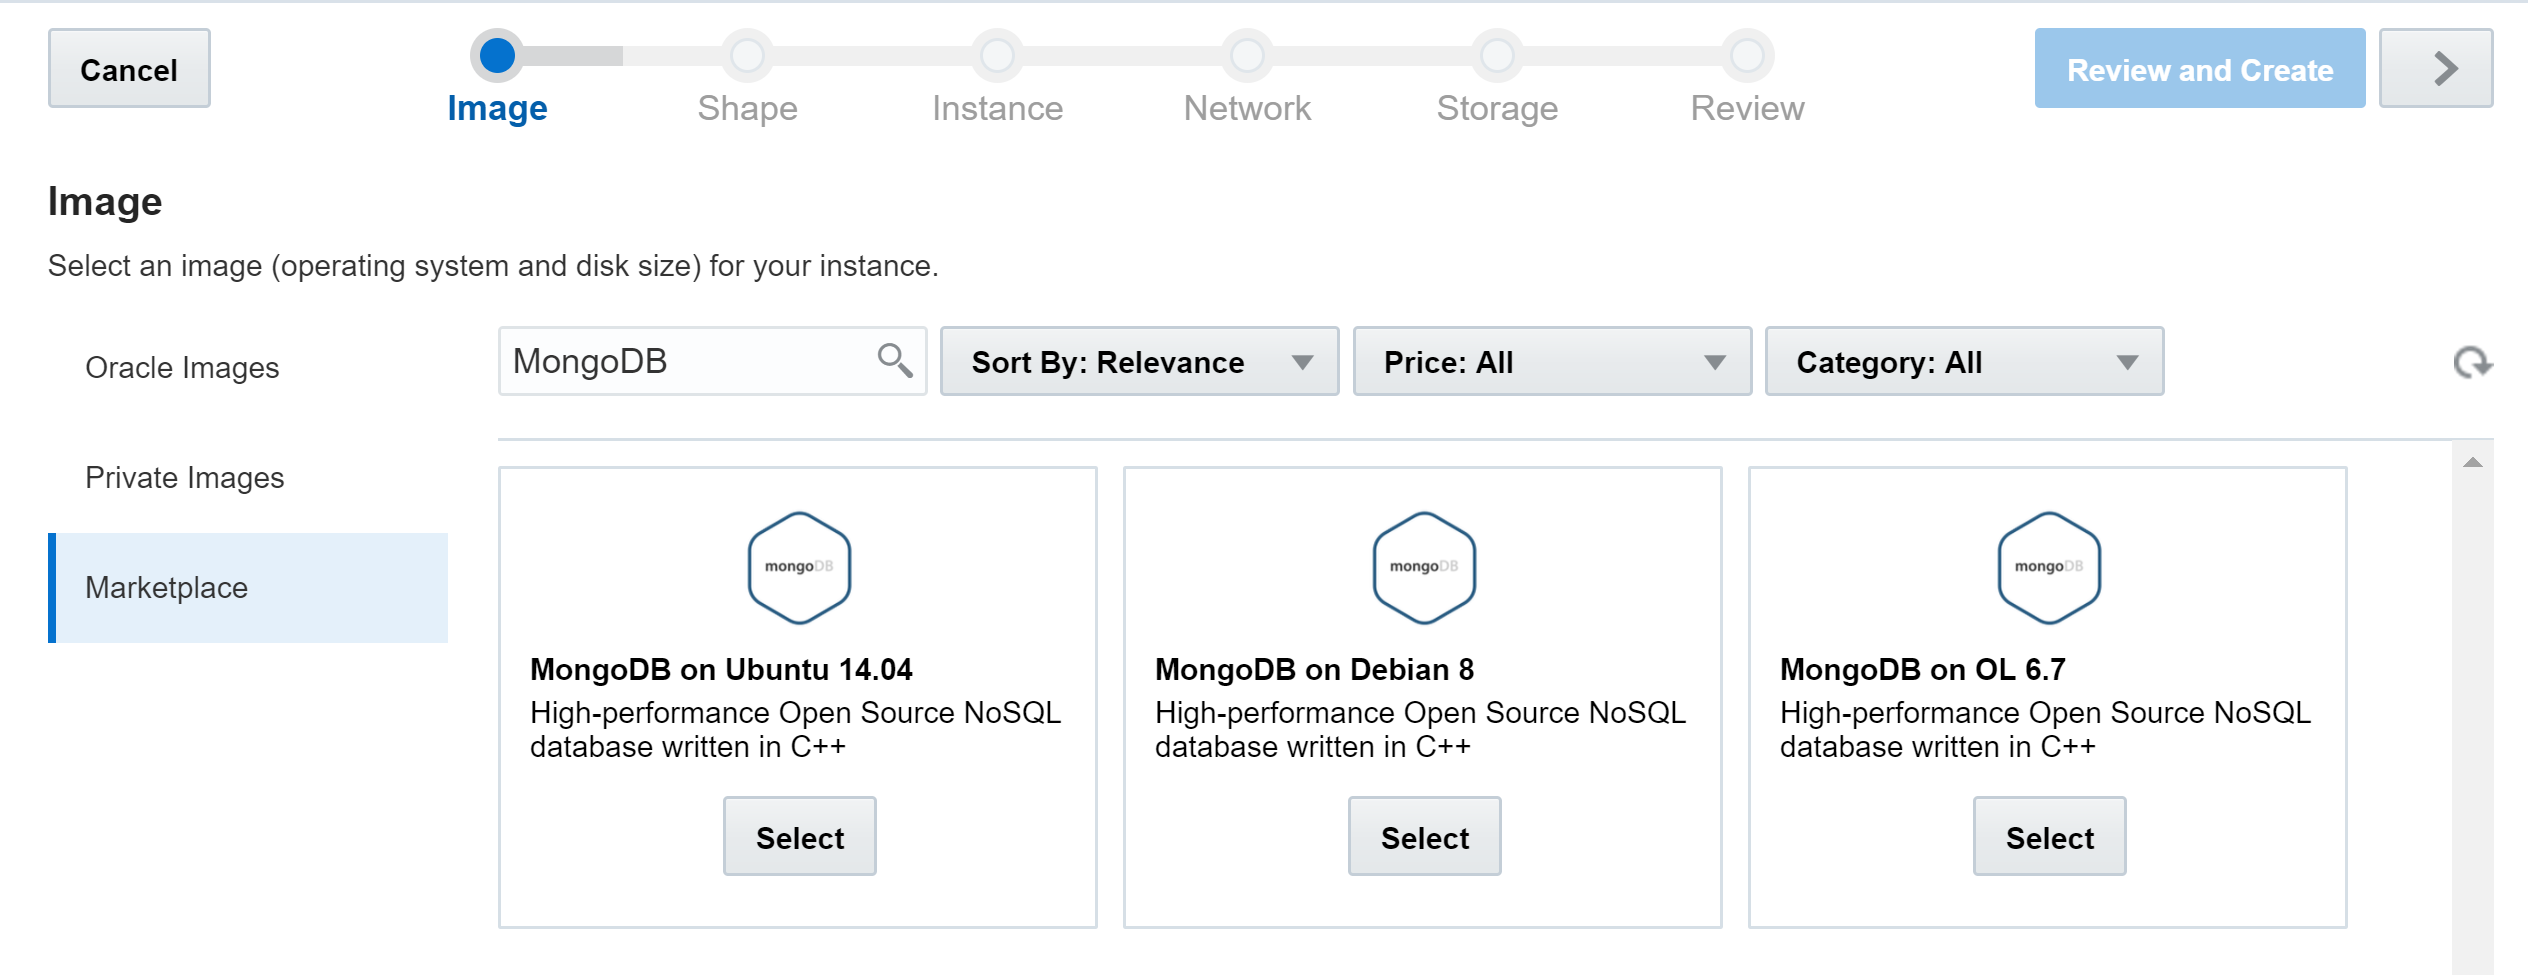 Cancel
Image
Shape
Instance
Network
Storage
Review
Review and Create
Image
Select an image (operating system and disk size) for your instance.
Oracle Images
Private Images
Marketplace
MongoDB
Sort By: Relevance
Price: All
Category: All
mongoDB
MongoDB on Ubuntu 14.04
High-performance Open Source NoSQL
database written in C++
Select
mongoDB
MongoDB on Debian 8
High-performance Open Source NoSQL
database written in C++
Select
mongoDB
MongoDB on OL 6.7
High-performance Open Source NoSQL
database written in C++
Select